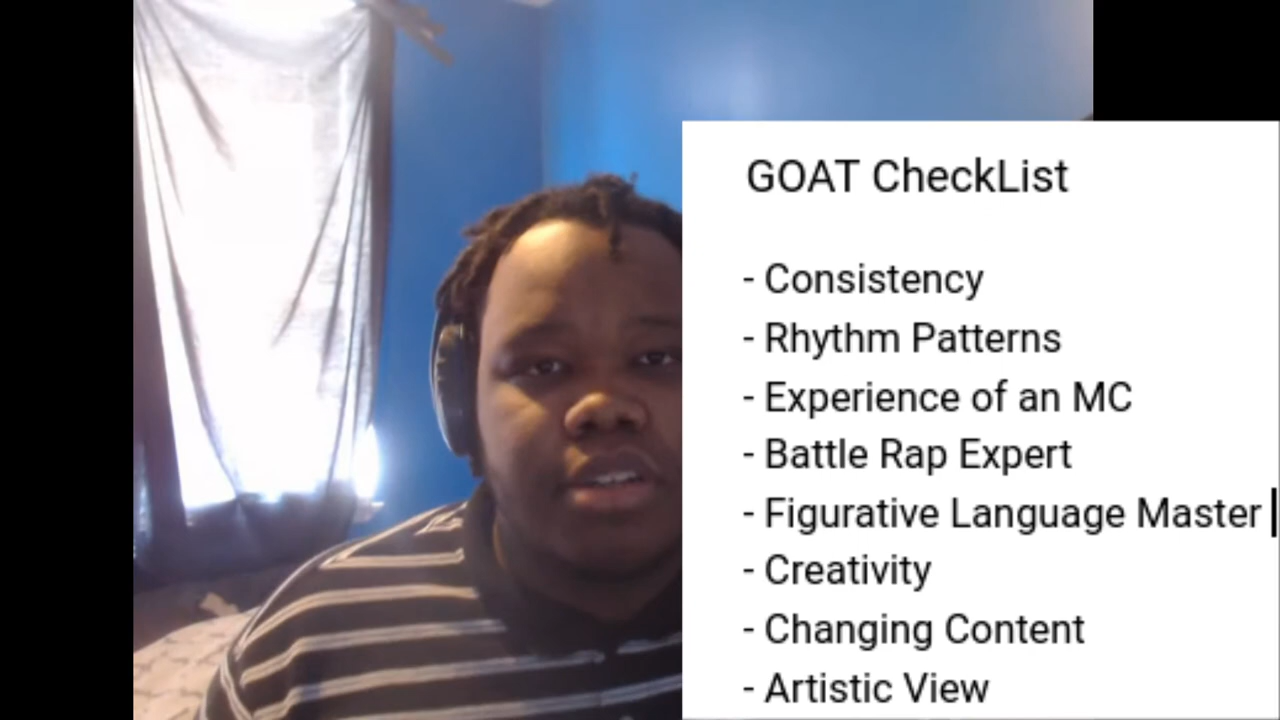 GOAT CheckList
- Consistency
- Rhythm Patterns
- Experience of an MC
- Battle Rap Expert
- Figurative Language Master
- Creativity
- Changing Content
- Artistic View